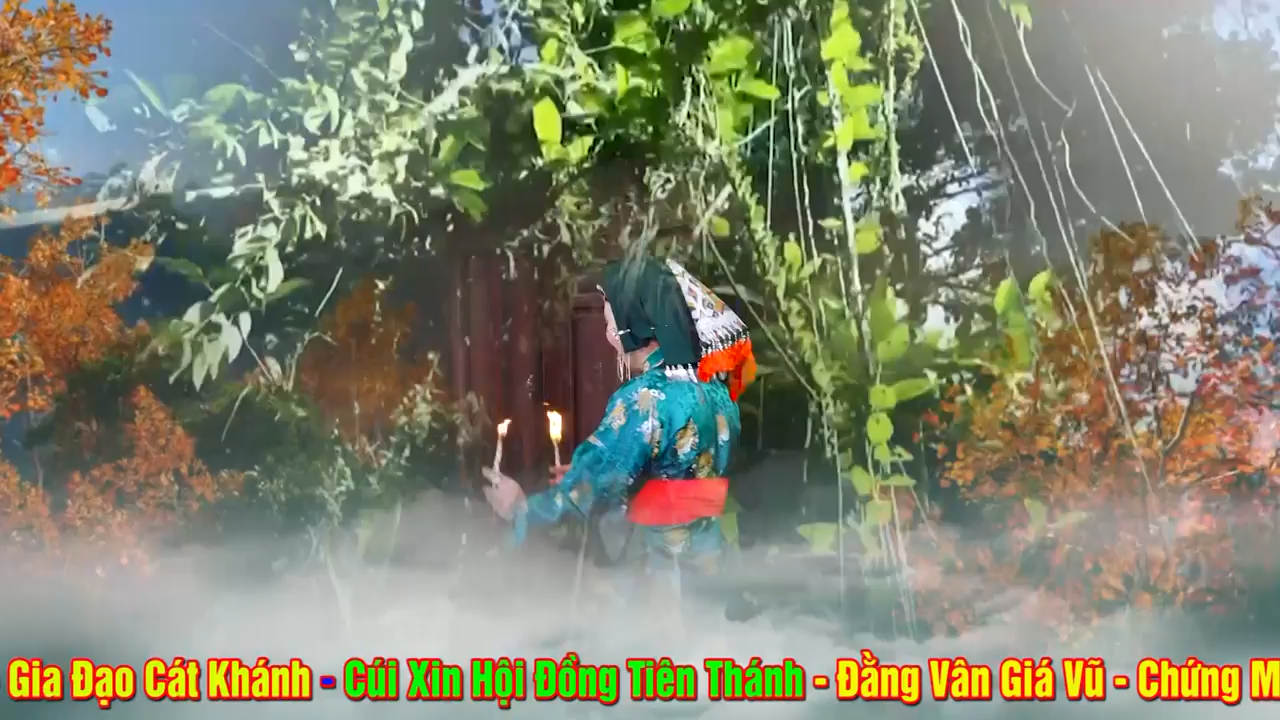 Gia Đạo Cát Khánh - Cúi Xin Hội Đồng Tiên Thánh - Đằng Vân Giá Vũ - Chứng M